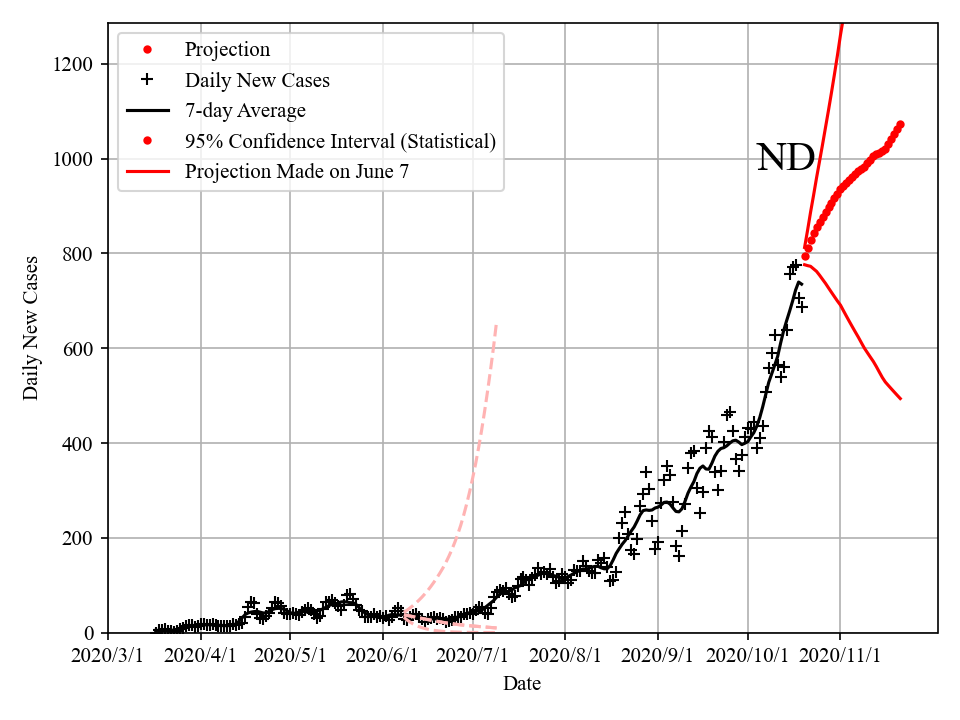 Projection
Daily New Cases
7-day Average
95% Confidence Interval (Statistical)
Projection Made on June 7
ND
1200
1000
800
600
400
200
0
Daily New Cases
2020/3/1 2020/4/1 2020/5/1 2020/6/1 2020/7/1 2020/8/1 2020/9/1 2020/10/1 2020/11/1
Date